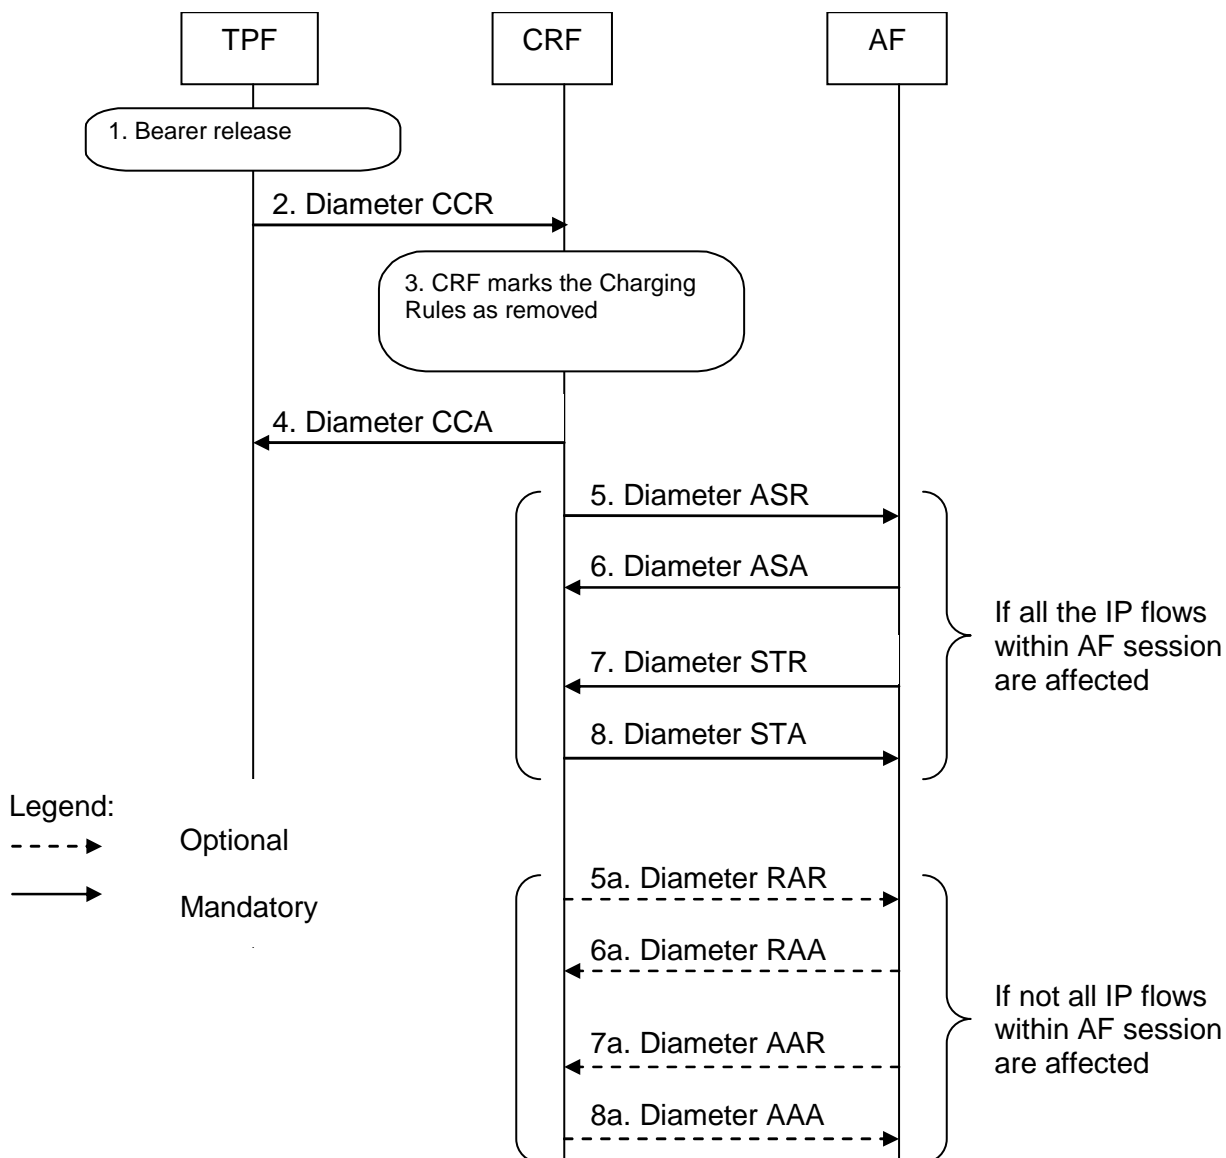 TPF
CRF
AF
1. Bearer release
2. Diameter CCR
3. CRF marks the Charging
Rules as removed
4. Diameter CCA
5. Diameter ASR
6. Diameter ASA
7. Diameter STR
8. Diameter STA
If all the IP flows
within AF session
are affected
Legend:
Optional
Mandatory
5a. Diameter RAR
6a. Diameter RAA
7a. Diameter AAR
8a. Diameter AAA
If not all IP flows
within AF session
are affected